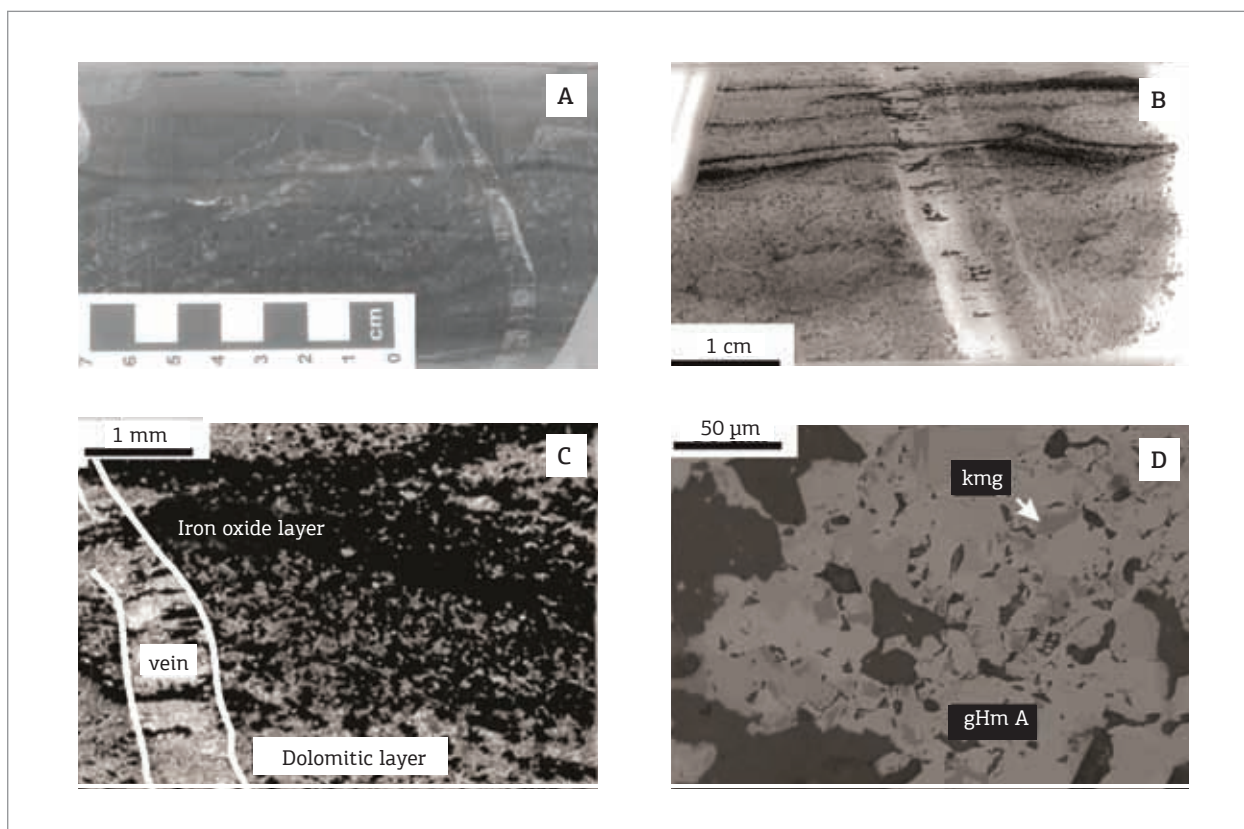 A
cm
7 6 5 4 3 2 1 0
B
1 cm
1 mm
C
Iron oxide layer
vein
Dolomitic layer
50 µm
D
kmg
gHm A